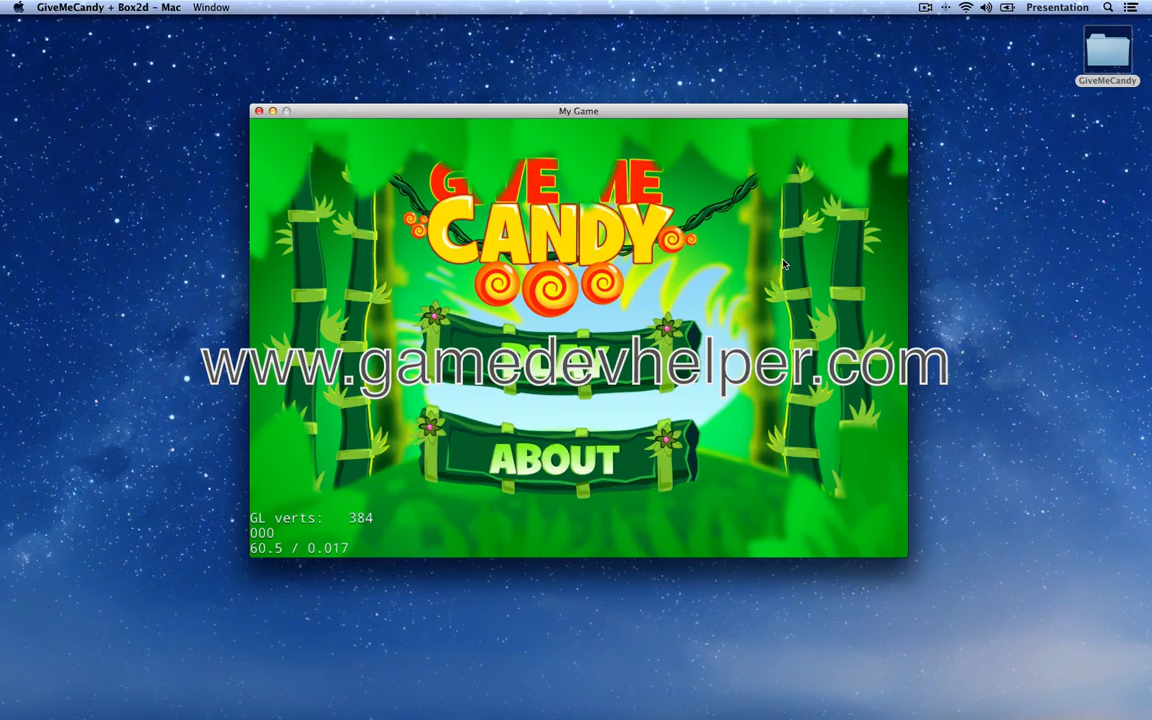 GiveMeCandy + Box2d - Mac Window Presentation
GiveMeCandy
My Game
GIVE ME
CANDY
PLAY
www.gamedevhelper.com
ABOUT
GL verts: 384
000
60.5 / 0.017